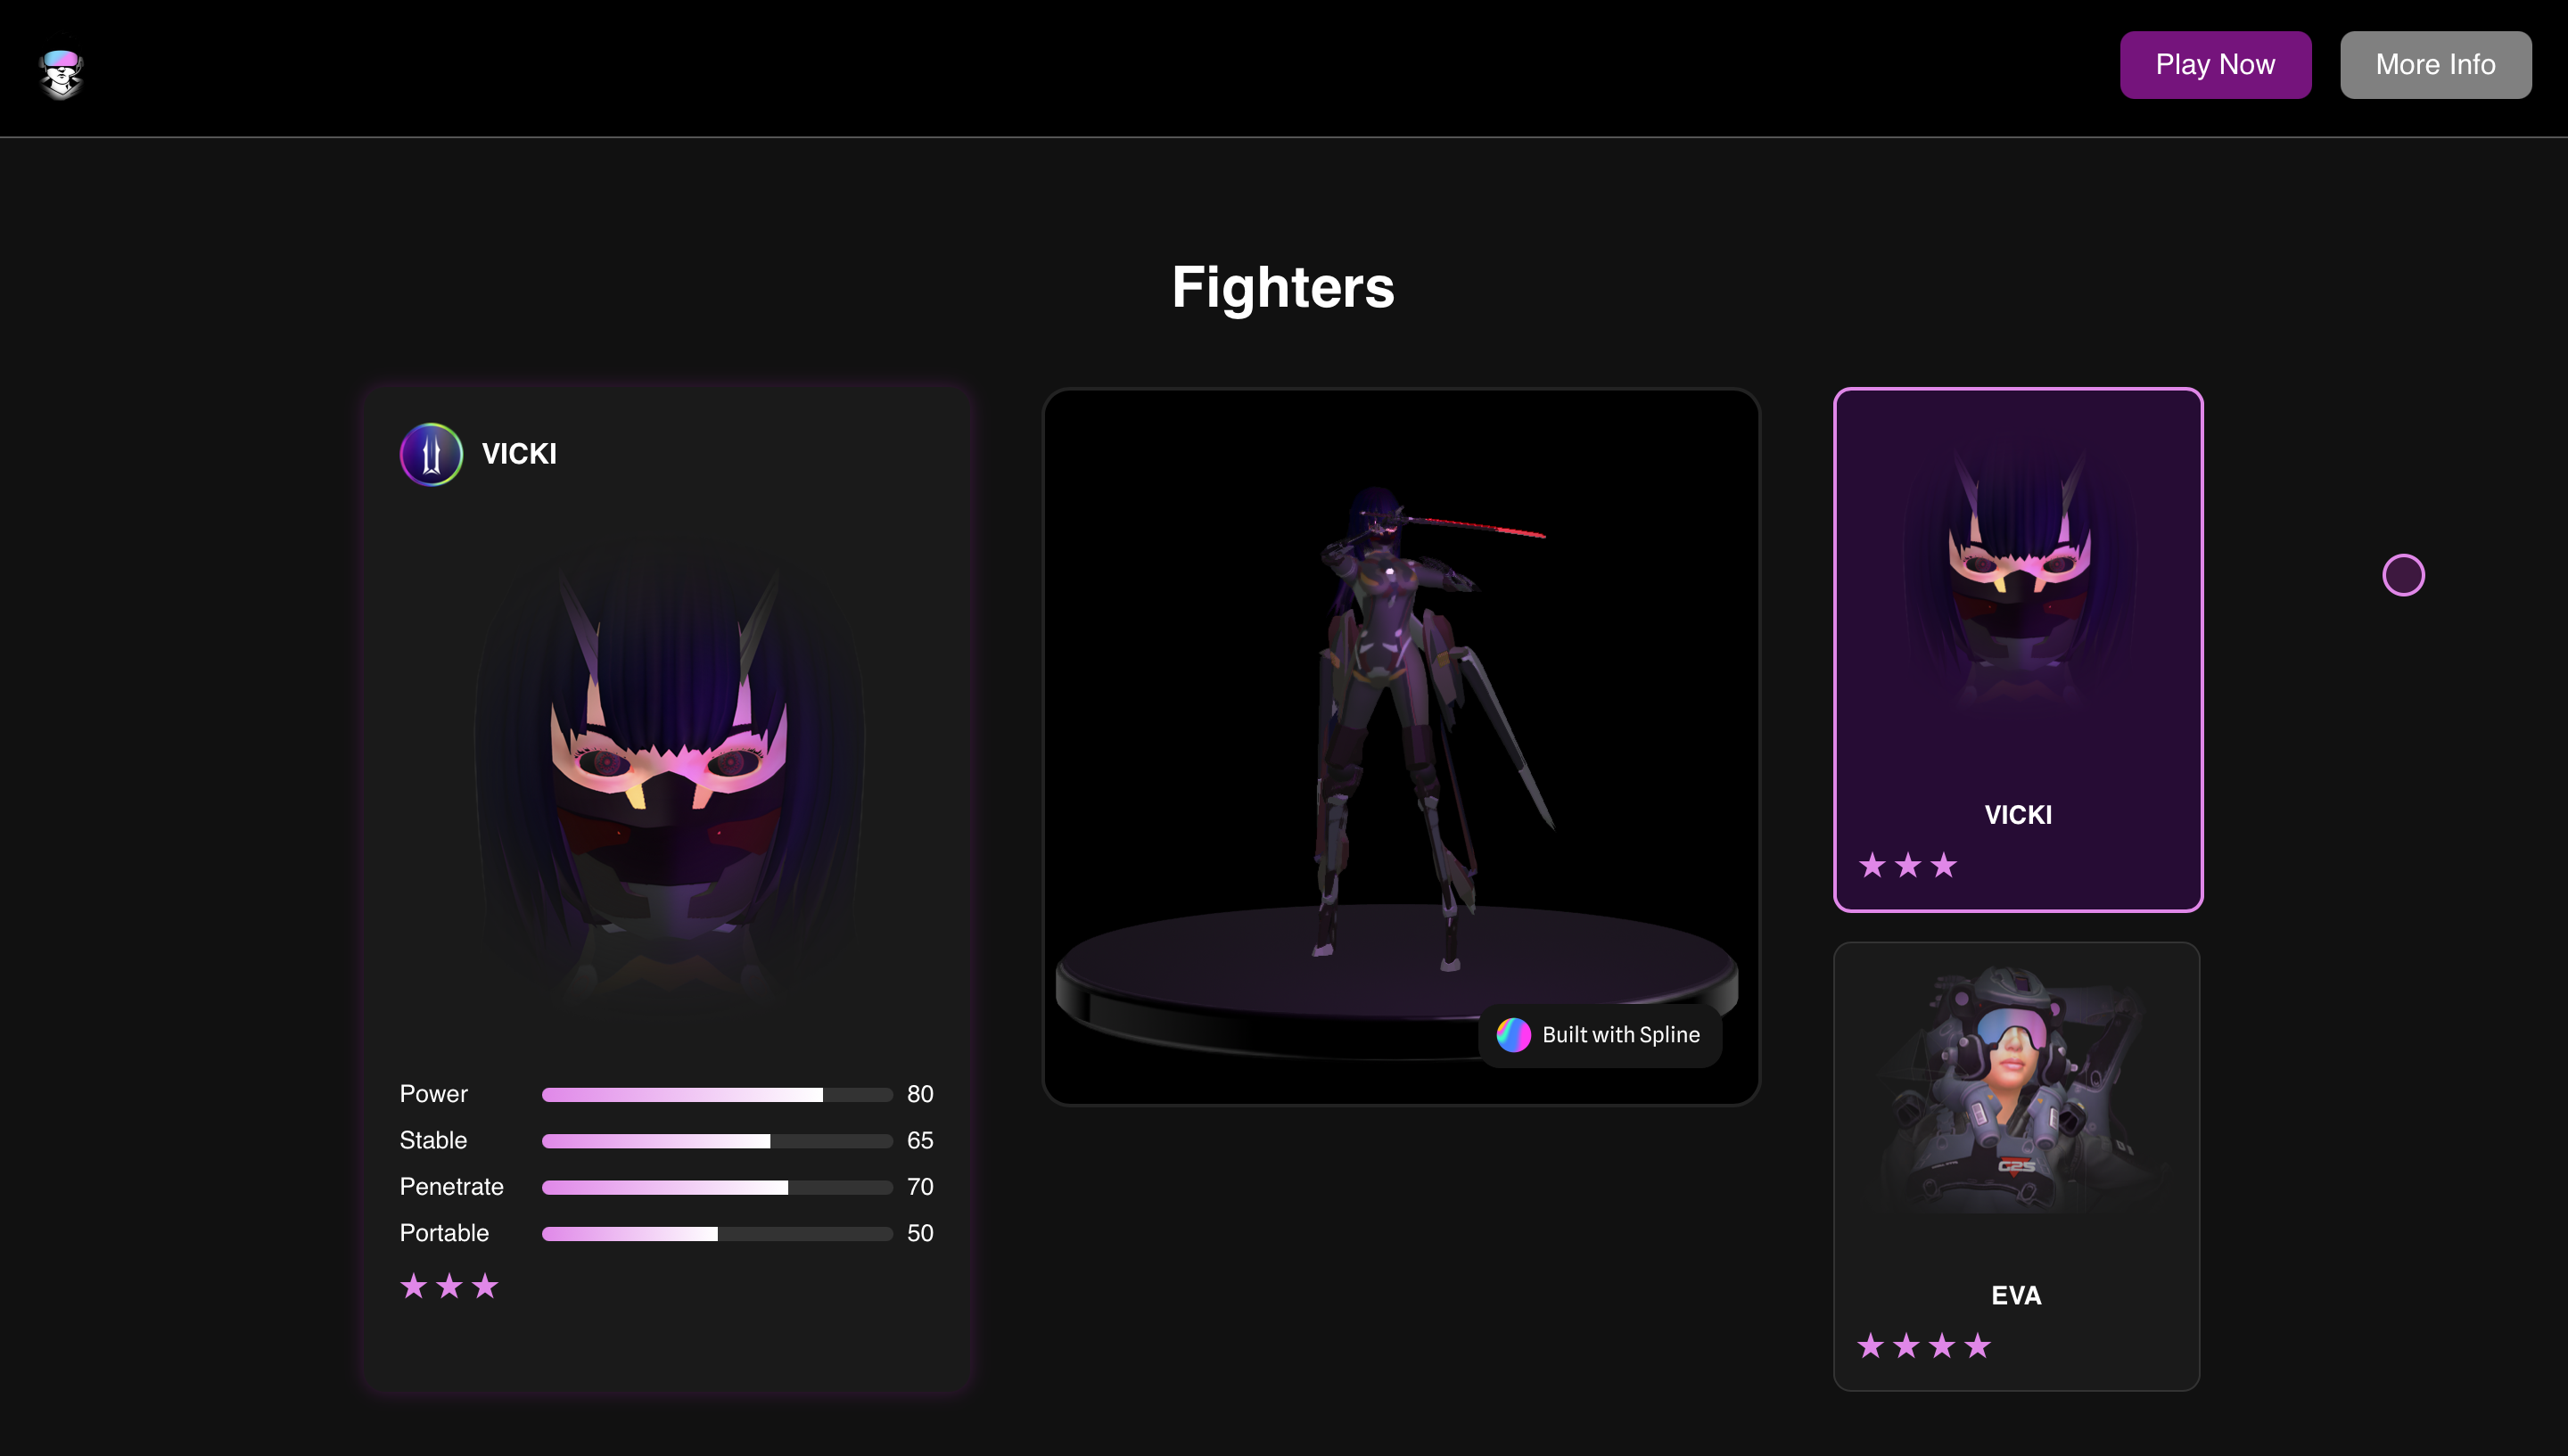 Play Now
More Info
Fighters
VICKI
Power 80
Stable 65
Penetrate 70
Portable 50
★ ★ ★
Built with Spline
VICKI
★ ★ ★
G2S
EVA
★ ★ ★ ★